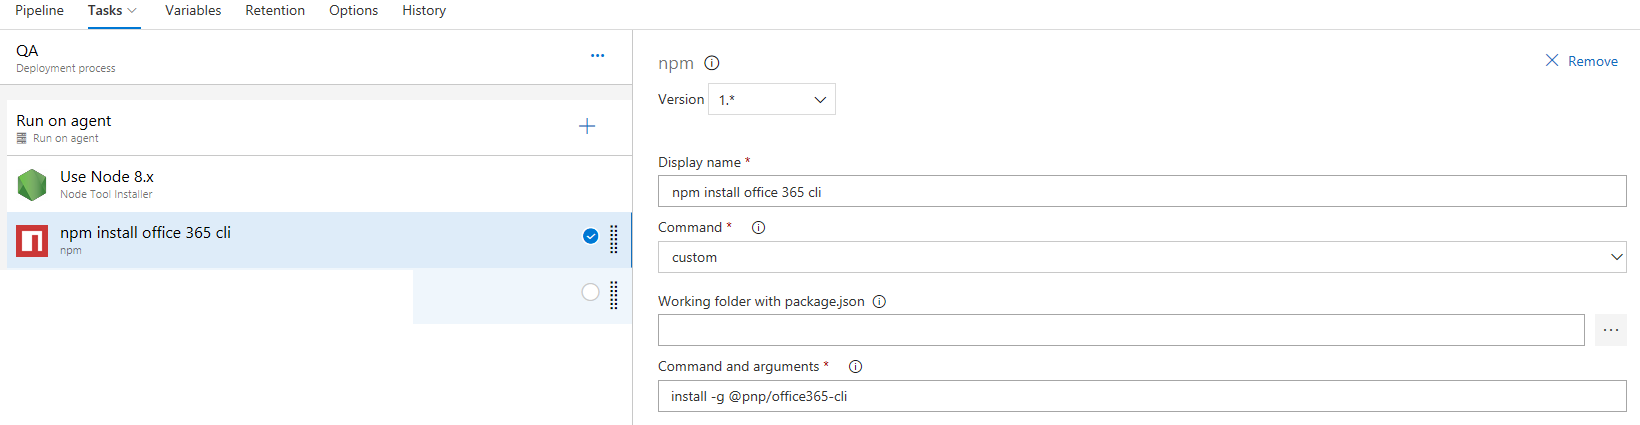 Pipeline Tasks Variables Retention Options History
QA
Deployment process
...
Run on agent
Run on agent
Use Node 8.x
Node Tool Installer
npm install office 365 cli
npm
npm
Remove
Version 1.*
Display name *
npm install office 365 cli
Command *
custom
Working folder with package.json
...
Command and arguments *
install -g @pnp/office365-cli